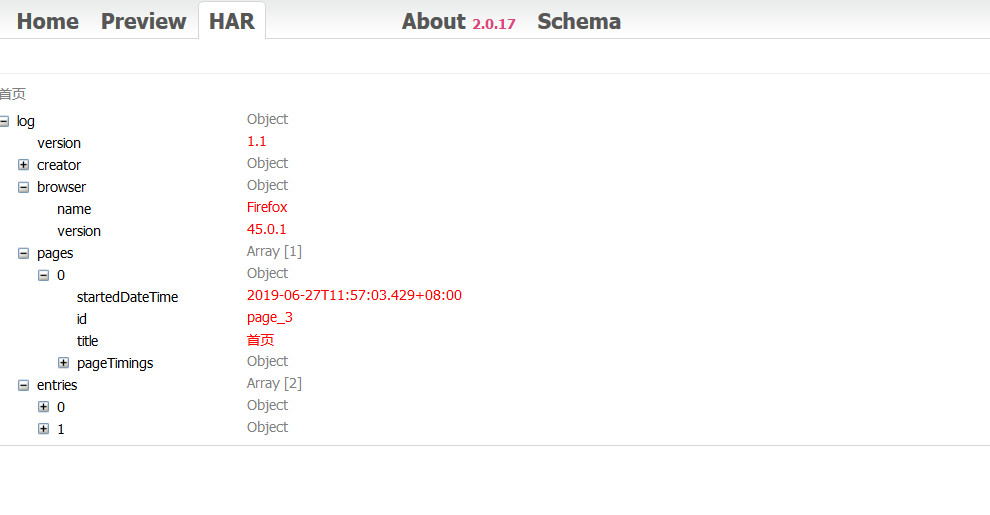 Home Preview HAR About 2.0.17 Schema
首页
log Object
version 1.1
creator Object
browser Object
name Firefox
version 45.0.1
pages Array [1]
0 Object
startedDateTime 2019-06-27T11:57:03.429+08:00
id page_3
title 首页
pageTimings Object
entries Array [2]
0 Object
1 Object